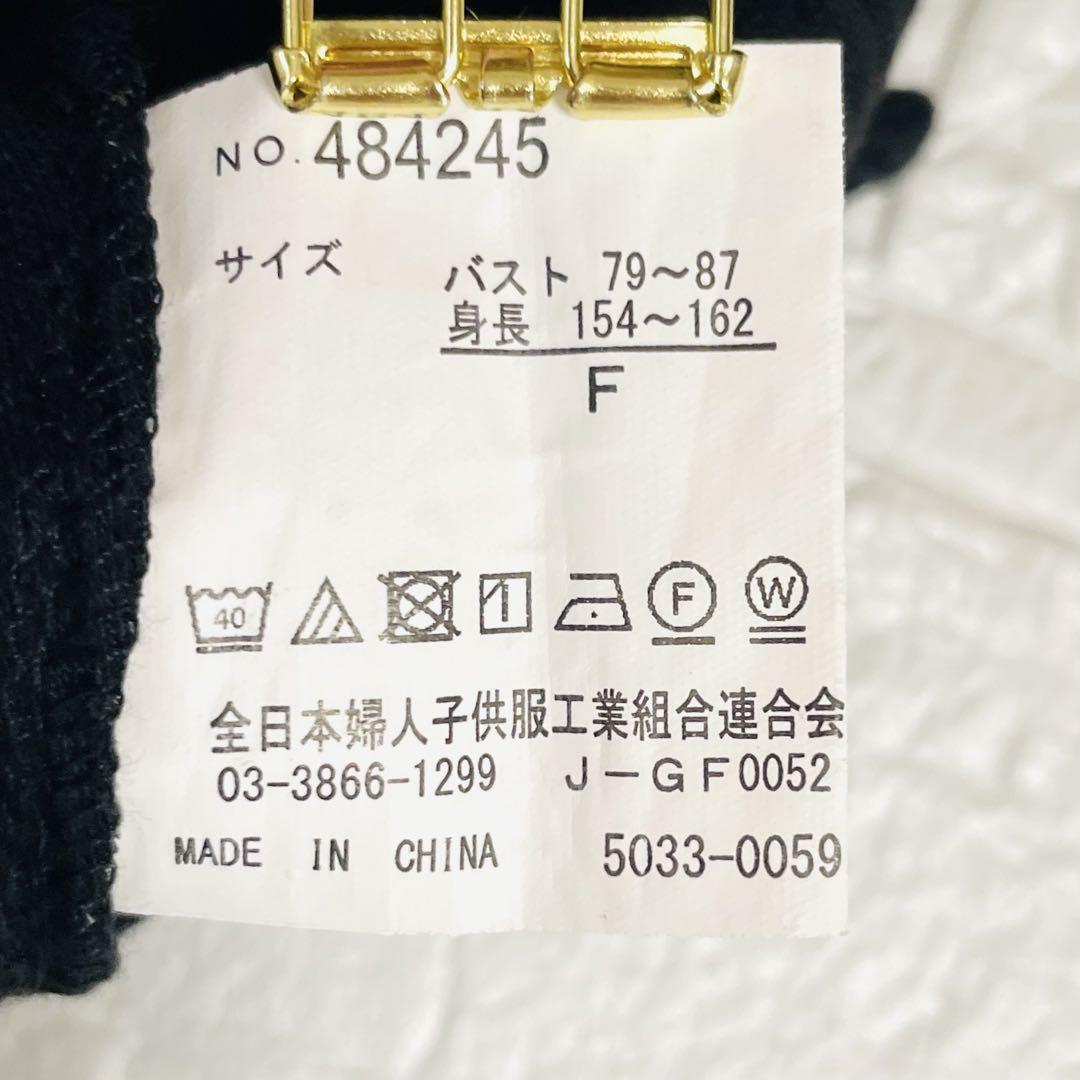 NO. 484245
サイズ バスト 79～87
身長 154～162
F
40 F W
全日本婦人子供服工業組合連合会
03-3866-1299 J-GF0052
MADE IN CHINA 5033-0059